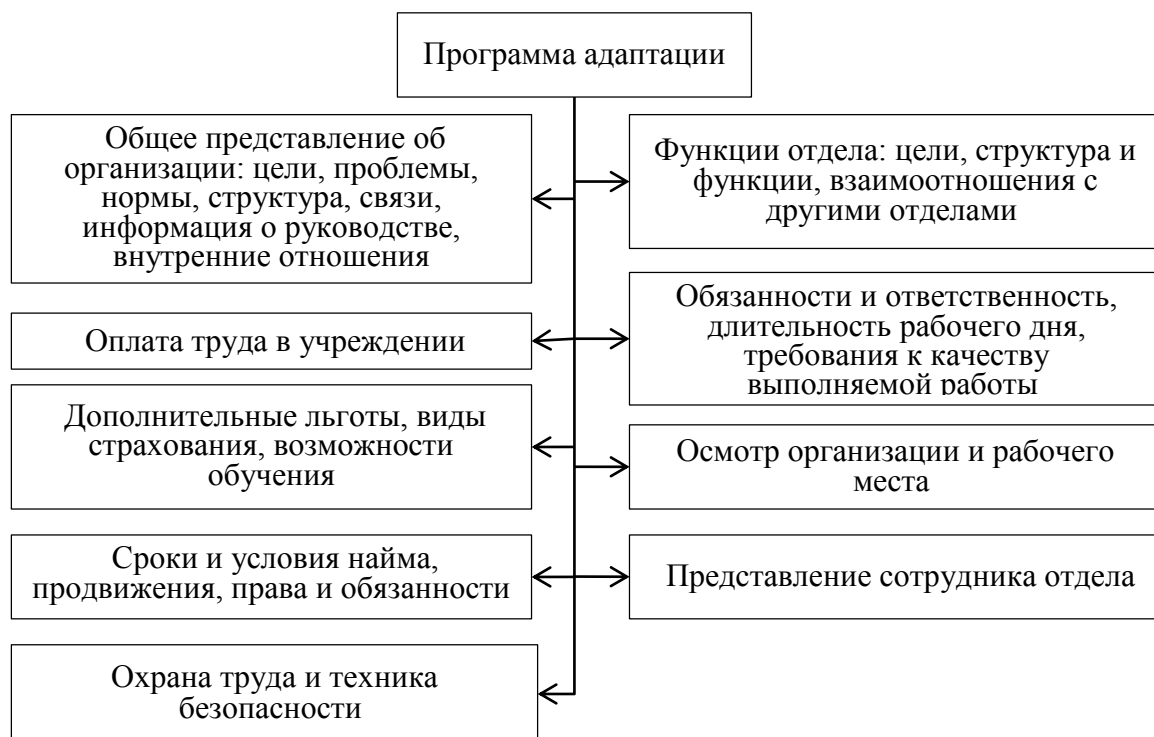 Программа адаптации
Общее представление об
организации: цели, проблемы,
нормы, структура, связи,
информация о руководстве,
внутренние отношения
Функции отдела: цели, структура и
функции, взаимоотношения с
другими отделами
Оплата труда в учреждении
Обязанности и ответственность,
длительность рабочего дня,
требования к качеству
выполняемой работы
Дополнительные льготы, виды
страхования, возможности
обучения
Осмотр организации и рабочего
места
Сроки и условия найма,
продвижения, права и обязанности
Представление сотрудника отдела
Охрана труда и техника
безопасности